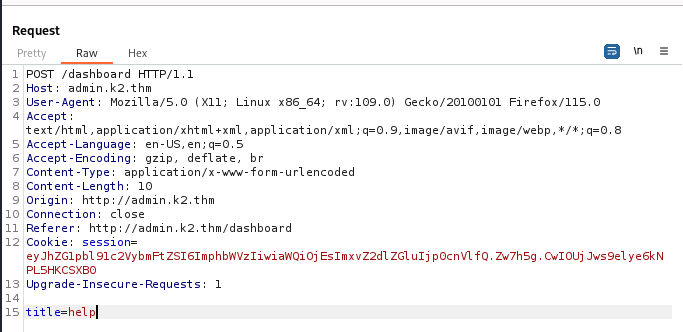 Request
Pretty Raw Hex \n
1 POST /dashboard HTTP/1.1
2 Host: admin.k2.thm
3 User-Agent: Mozilla/5.0 (X11; Linux x86_64; rv:109.0) Gecko/20100101 Firefox/115.0
4 Accept:
text/html,application/xhtml+xml,application/xml;q=0.9,image/avif,image/webp,*/*;q=0.8
5 Accept-Language: en-US,en;q=0.5
6 Accept-Encoding: gzip, deflate, br
7 Content-Type: application/x-www-form-urlencoded
8 Content-Length: 10
9 Origin: http://admin.k2.thm
10 Connection: close
11 Referer: http://admin.k2.thm/dashboard
12 Cookie: session=
eyJhZG1pbl91c2VybmFtZSI6ImphbWVzIiwiaWQiOjEsImxvZ2dlZGluIjp0cnVlfQ.Zw7h5g.CwIOUjJws9elye6kN
PL5HKCSXB0
13 Upgrade-Insecure-Requests: 1
14
15 title=help